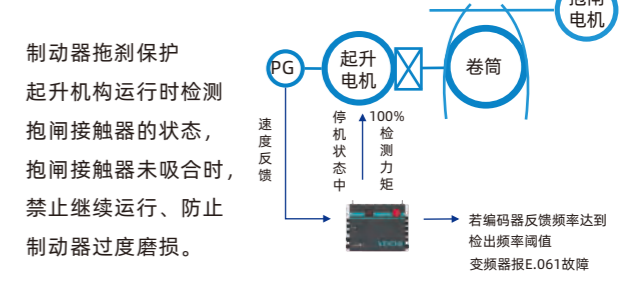 制动器拖刹保护
起升机构运行时检测
抱闸接触器的状态，
抱闸接触器未吸合时，
禁止继续运行、防止
制动器过度磨损。
抱闸
电机
PG
起升
电机
卷筒
速度反馈
停机状态中
100%
检测力矩
若编码器反馈频率达到
检出频率阈值
变频器报E.061故障